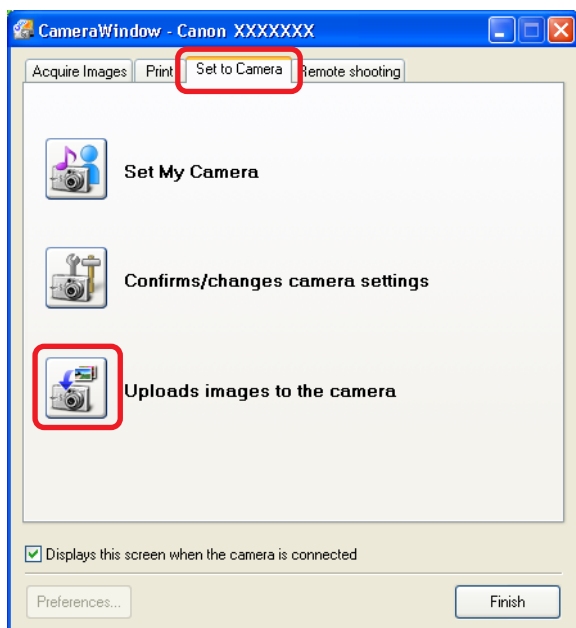 CameraWindow - Canon XXXXXXX
Acquire Images Print Set to Camera Remote shooting
Set My Camera
Confirms/changes camera settings
Uploads images to the camera
Displays this screen when the camera is connected
Preferences... Finish